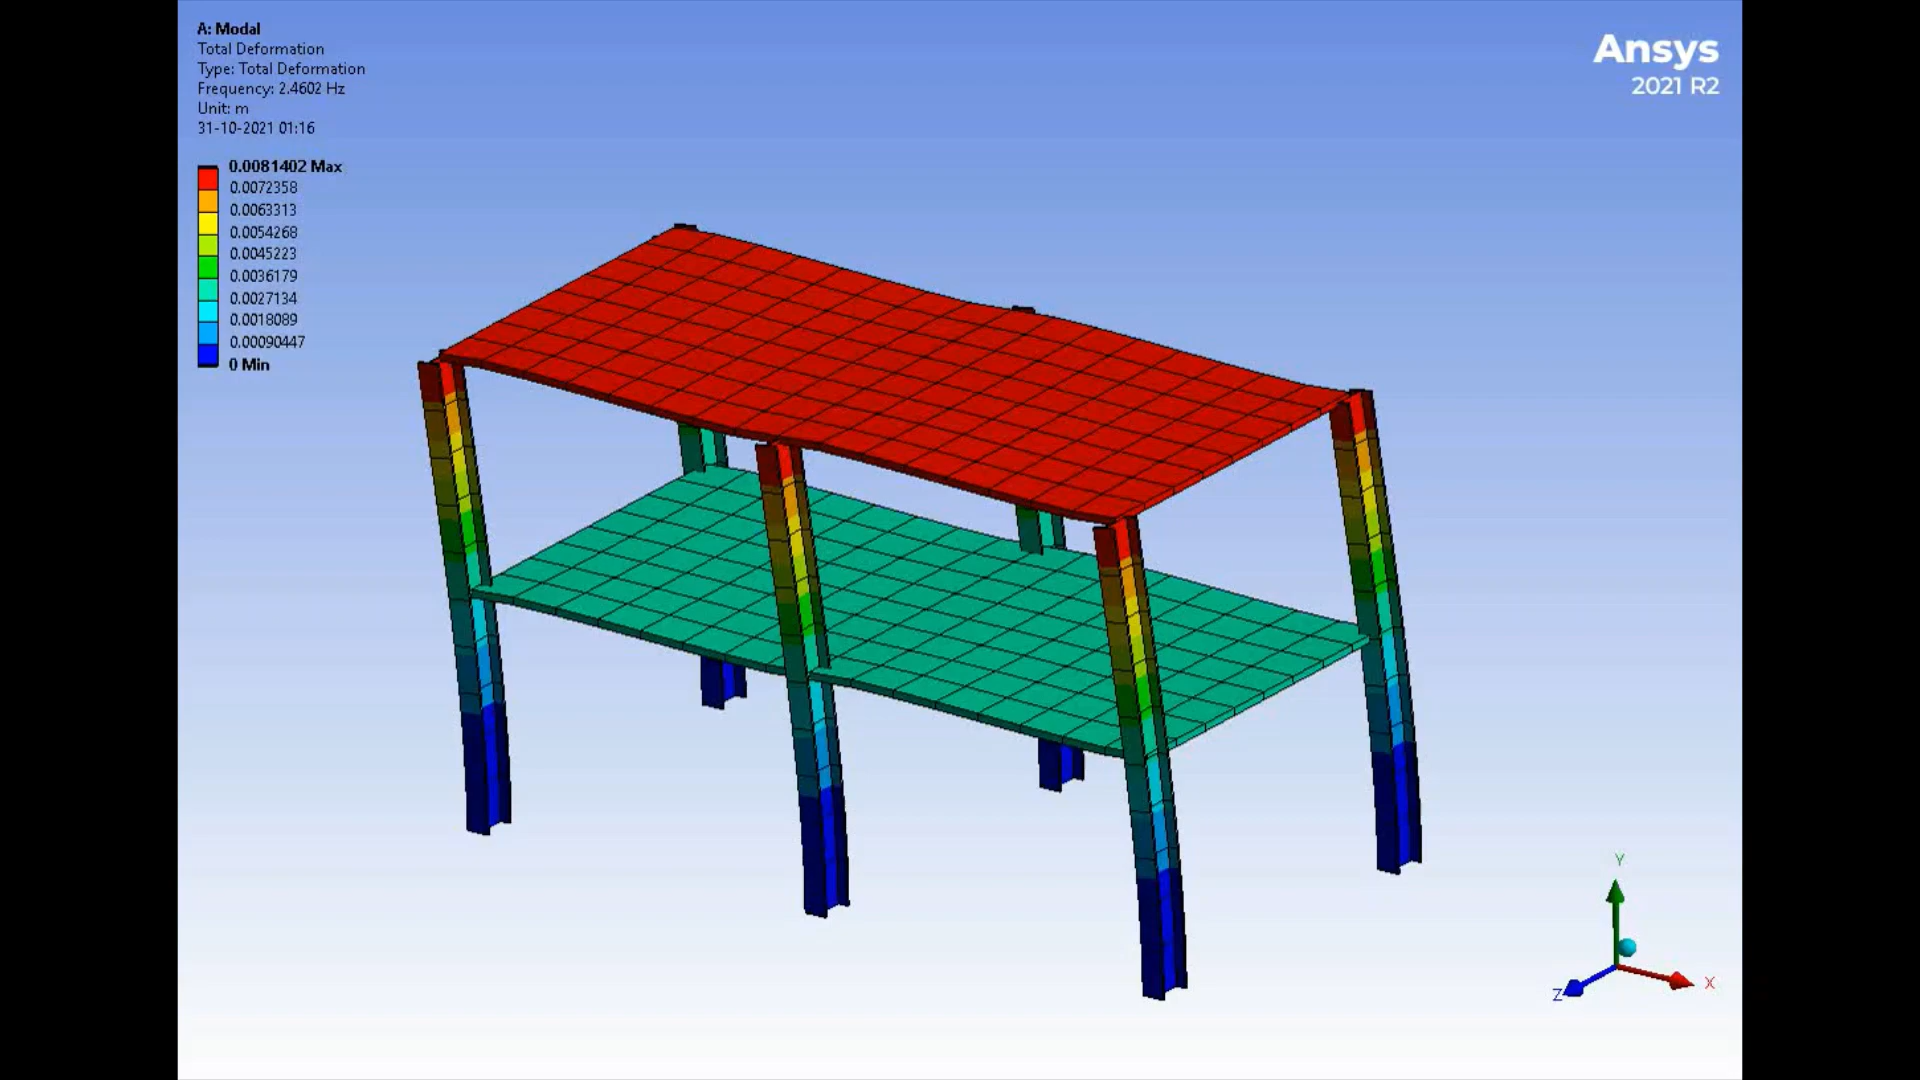 A: Modal
Total Deformation
Type: Total Deformation
Frequency: 2.4602 Hz
Unit: m
31-10-2021 01:16
0.0081402 Max
0.0072358
0.0063313
0.0054268
0.0045223
0.0036179
0.0027134
0.0018089
0.00090447
0 Min
Ansys
2021 R2
Y
Z
X